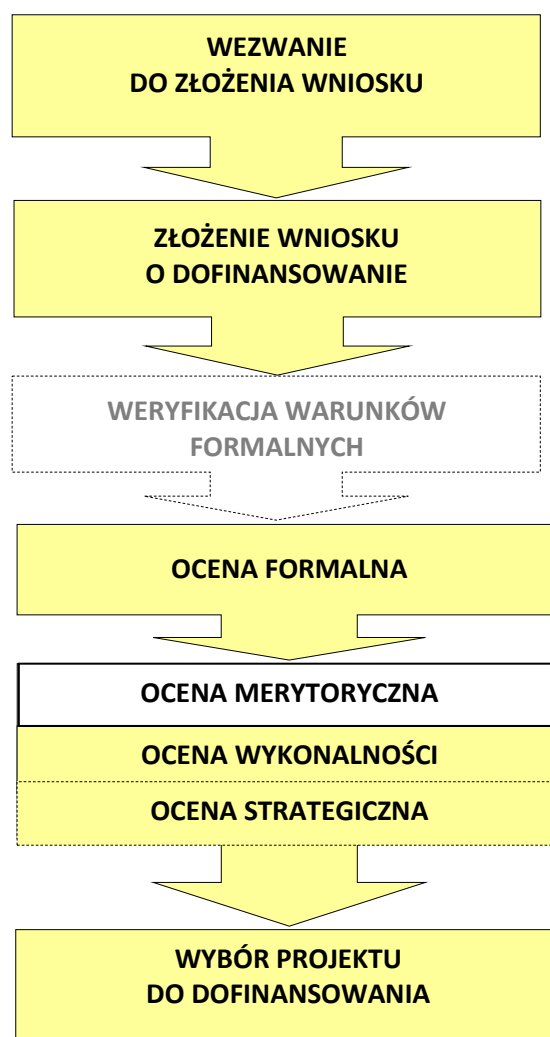 WEZWANIE
DO ZŁOŻENIA WNIOSKU
ZŁOŻENIE WNIOSKU
O DOFINANSOWANIE
WERYFIKACJA WARUNKÓW
FORMALNYCH
OCENA FORMALNA
OCENA MERYTORYCZNA
OCENA WYKONALNOŚCI
OCENA STRATEGICZNA
WYBÓR PROJEKTU
DO DOFINANSOWANIA